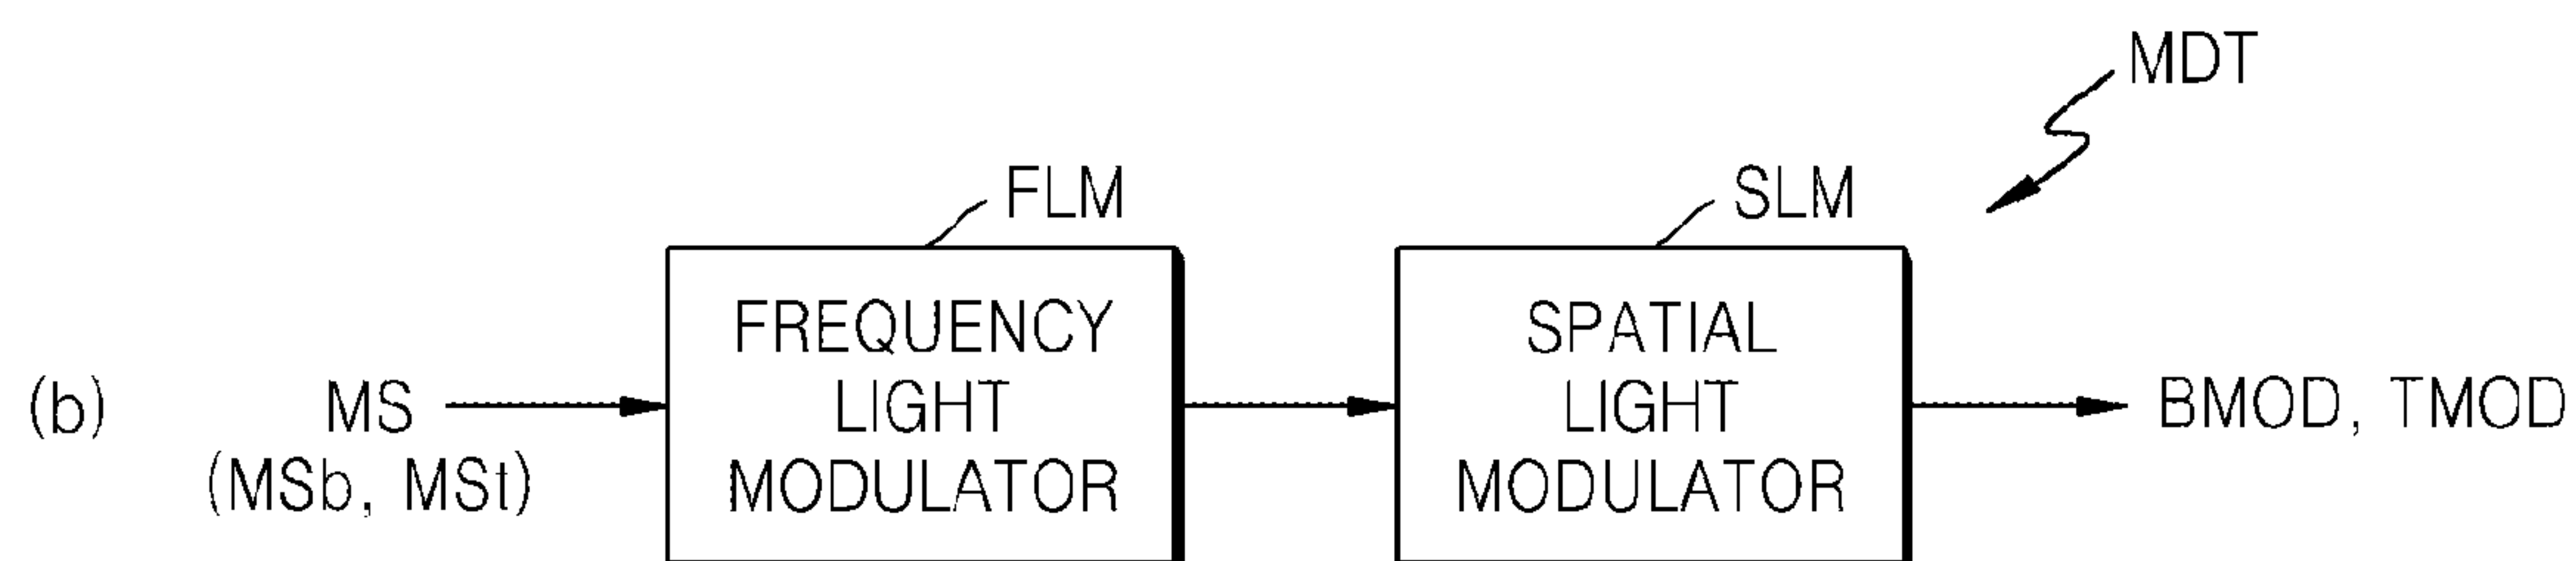 MDT
FLM
SLM
FREQUENCY
LIGHT
MODULATOR
SPATIAL
LIGHT
MODULATOR
(b)
MS
(MSb, MSt)
BMOD, TMOD